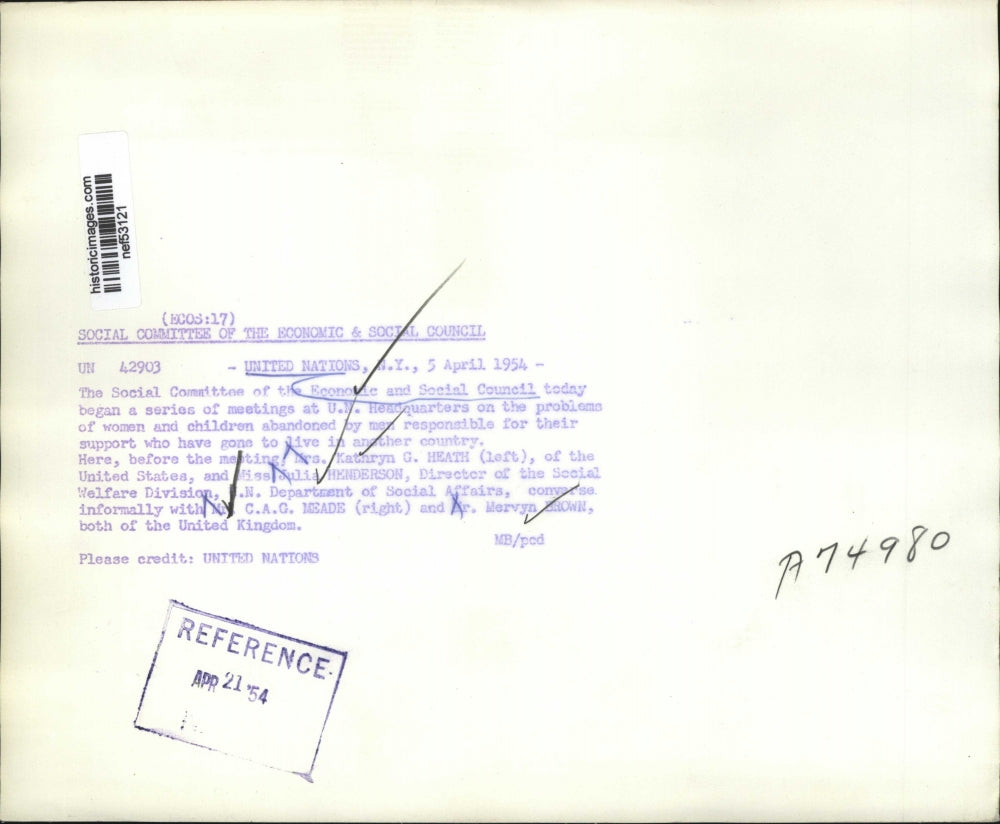 historicimages.com
nef53121
(ECOS:17)
SOCIAL COMMITTEE OF THE ECONOMIC & SOCIAL COUNCIL
UN 42903 - UNITED NATIONS, N.Y., 5 April 1954 -
The Social Committee of the Economic and Social Council today
began a series of meetings at U.N. Headquarters on the problems
of women and children abandoned by men responsible for their
support who have gone to live in another country.
Here, before the meeting, Mrs. Kathryn G. HEATH (left), of the
United States, and Miss Julia HENDERSON, Director of the Social
Welfare Division, U.N. Department of Social Affairs, converse
informally with C.A.G. MEADE (right) and Mr. Mervyn BROWN,
both of the United Kingdom.
MB/pcd
Please credit: UNITED NATIONS
A74980
REFERENCE
APR 21 '54